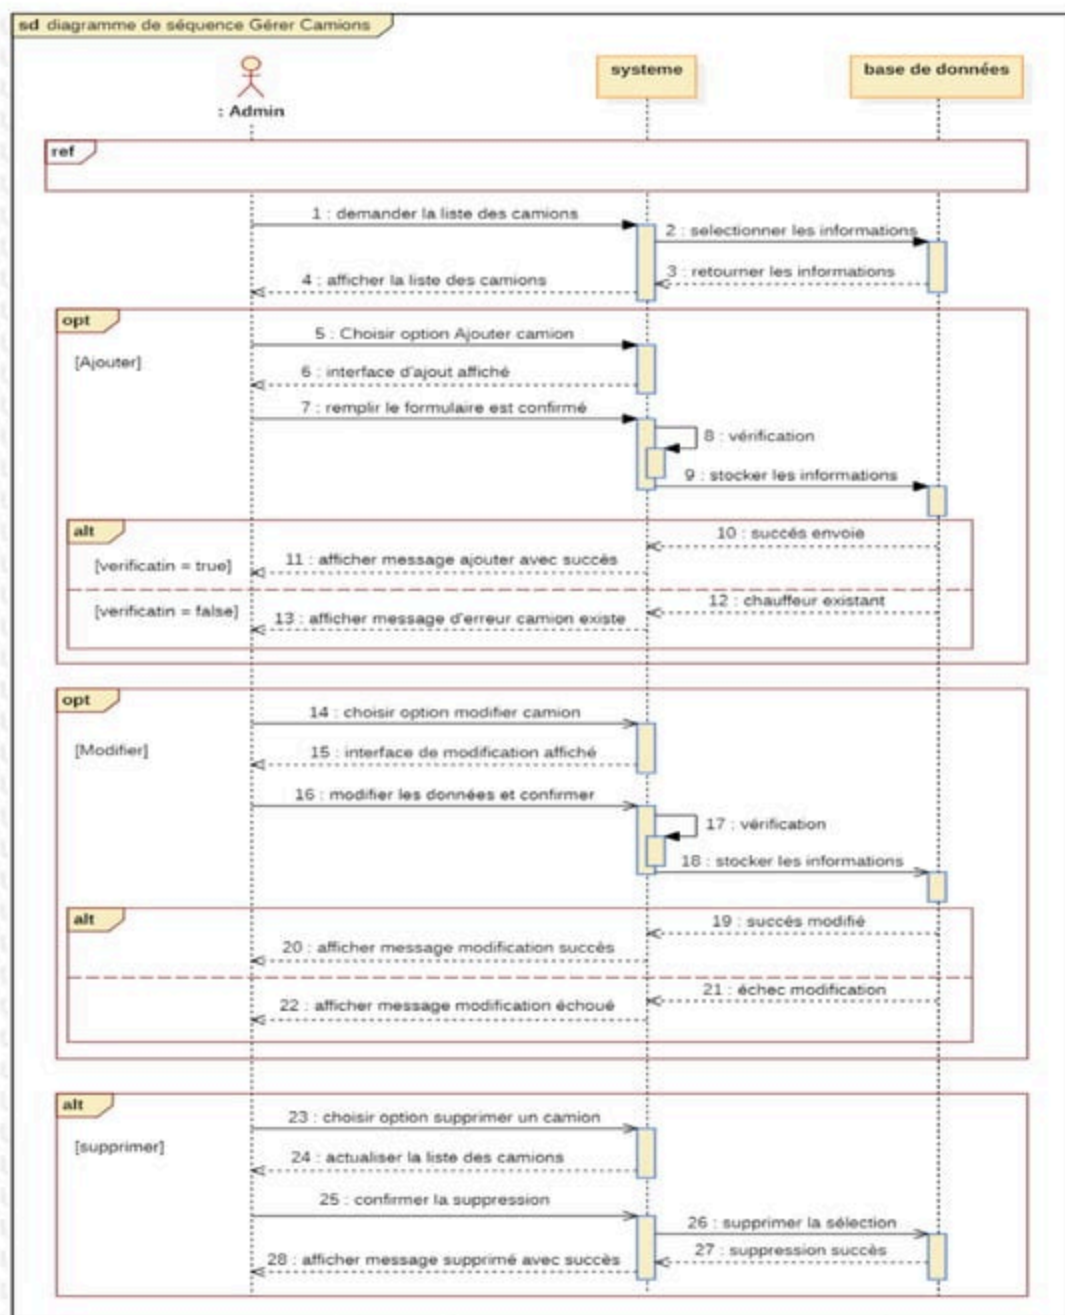 sd diagramme de séquence Gérer Camions
: Admin
systeme
base de données
ref
1 : demander la liste des camions
2 : selectionner les informations
3 : retourner les informations
4 : afficher la liste des camions
opt
[Ajouter]
5 : Choisir option Ajouter camion
6 : interface d'ajout affiché
7 : remplir le formulaire est confirmé
8 : vérification
9 : stocker les informations
alt
10 : succés envoie
[verificatin = true]
11 : afficher message ajouter avec succès
[verificatin = false]
12 : chauffeur existant
13 : afficher message d'erreur camion existe
opt
14 : choisir option modifier camion
[Modifier]
15 : interface de modification affiché
16 : modifier les données et confirmer
17 : vérification
18 : stocker les informations
alt
19 : succés modifié
20 : afficher message modification succès
21 : échec modification
22 : afficher message modification échoué
alt
23 : choisir option supprimer un camion
[supprimer]
24 : actualiser la liste des camions
25 : confirmer la suppression
26 : supprimer la sélection
27 : suppression succès
28 : afficher message supprimé avec succès